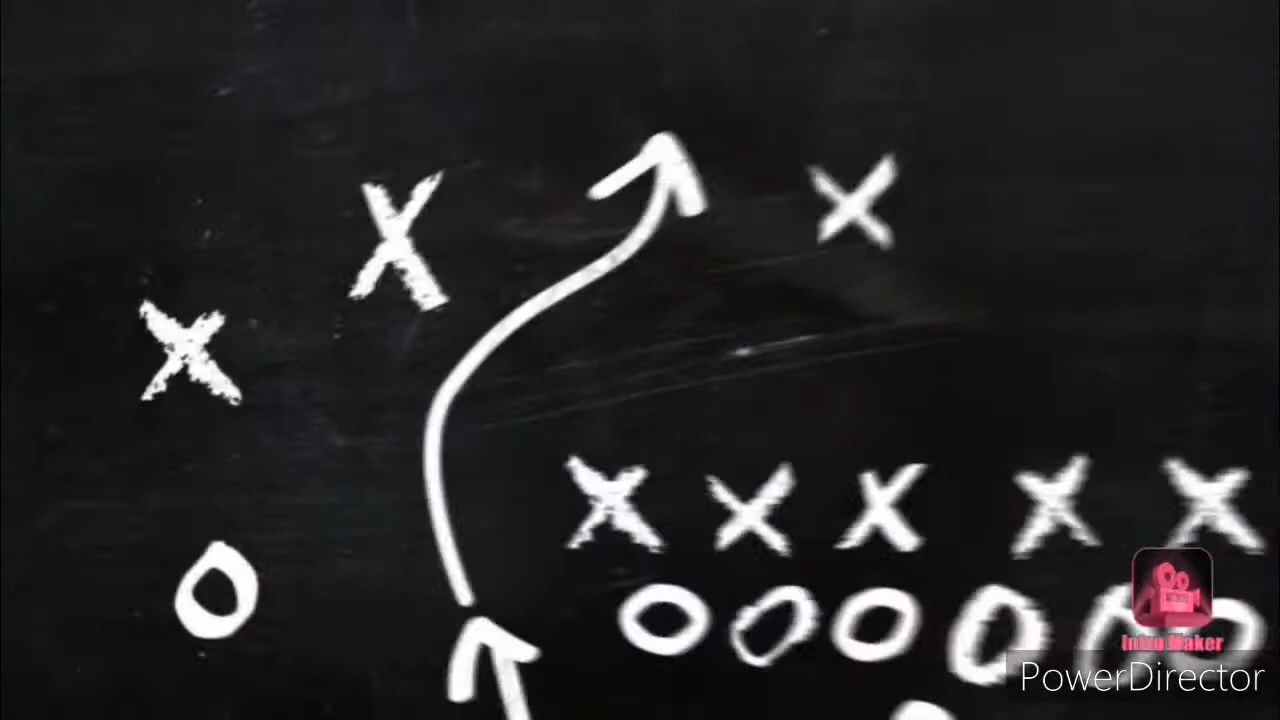 X
X
X
X X X X X
O
O O O O O
Intro Maker
PowerDirector